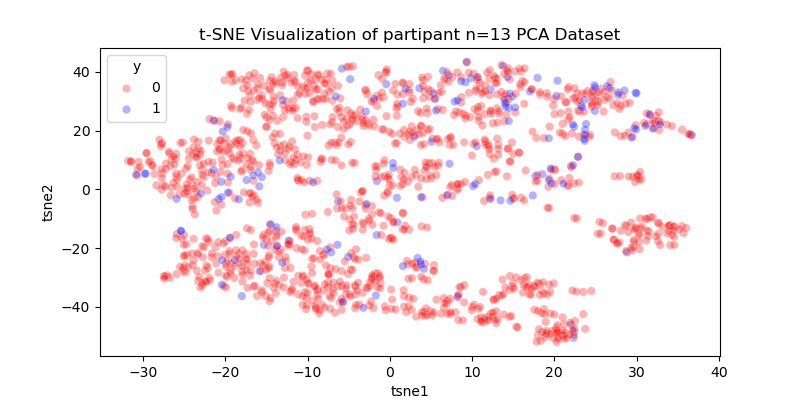 t-SNE Visualization of partipant n=13 PCA Dataset
y
0
1
40
20
0
−20
−40
tsne2
−30 −20 −10 0 10 20 30 40
tsne1